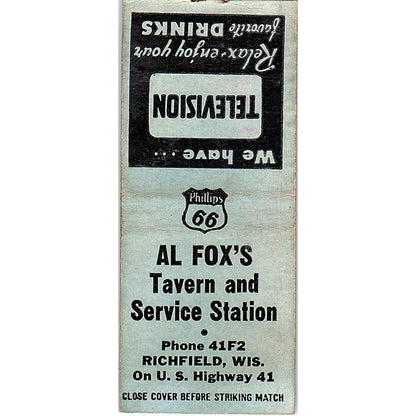 We have...
TELEVISION
Relax-enjoy your
favorite DRINKS
Phillips
66
AL FOX'S
Tavern and
Service Station
•
Phone 41F2
RICHFIELD, WIS.
On U. S. Highway 41
CLOSE COVER BEFORE STRIKING MATCH